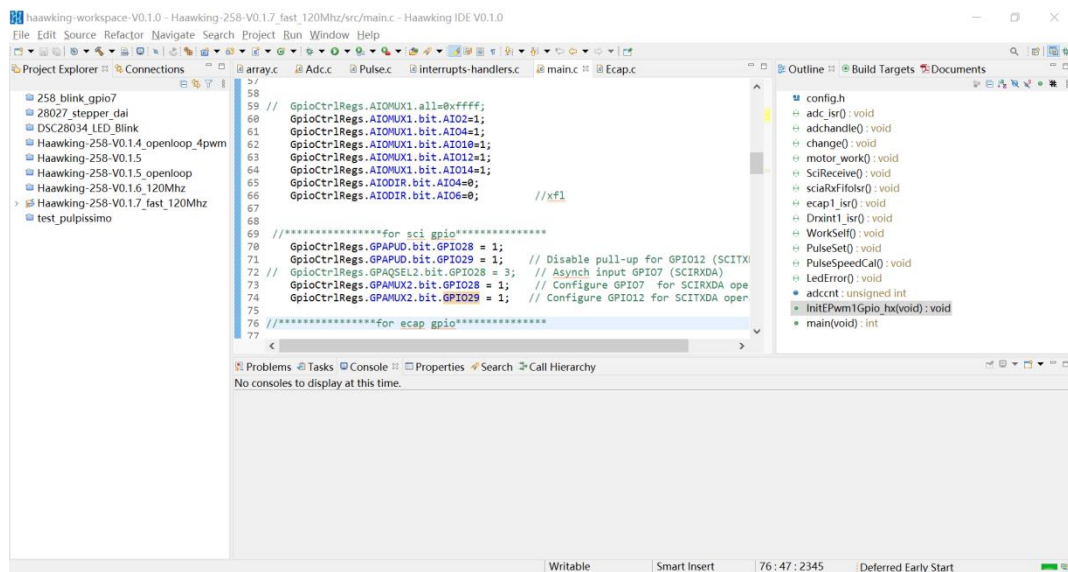 haawking-workspace-V0.1.0 - Haawking-258-V0.1.7_fast_120Mhz/src/main.c - Haawking IDE V0.1.0
File Edit Source Refactor Navigate Search Project Run Window Help
Project Explorer
Connections
258_blink_gpio7
28027_stepper_dai
DSC28034_LED_Blink
Haawking-258-V0.1.4_openloop_4pwm
Haawking-258-V0.1.5
Haawking-258-V0.1.5_openloop
Haawking-258-V0.1.6_120Mhz
Haawking-258-V0.1.7_fast_120Mhz
test_pulpissimo
array.c Adc.c Pulse.c interrupts-handlers.c main.c Ecap.c
57
58
59 // GpioCtrlRegs.AIOMUX1.all=0xffff;
60 GpioCtrlRegs.AIOMUX1.bit.AIO2=1;
61 GpioCtrlRegs.AIOMUX1.bit.AIO4=1;
62 GpioCtrlRegs.AIOMUX1.bit.AIO10=1;
63 GpioCtrlRegs.AIOMUX1.bit.AIO12=1;
64 GpioCtrlRegs.AIOMUX1.bit.AIO14=1;
65 GpioCtrlRegs.AIODIR.bit.AIO4=0;
66 GpioCtrlRegs.AIODIR.bit.AIO6=0; //xfl
67
68
69 //****************for sci gpio***************
70 GpioCtrlRegs.GPAPUD.bit.GPIO28 = 1;
71 GpioCtrlRegs.GPAPUD.bit.GPIO29 = 1; // Disable pull-up for GPIO12 (SCITX
72 // GpioCtrlRegs.GPAQSEL2.bit.GPIO28 = 3; // Asynch input GPIO7 (SCIRXDA)
73 GpioCtrlRegs.GPAMUX2.bit.GPIO28 = 1; // Configure GPIO7 for SCIRXDA ope
74 GpioCtrlRegs.GPAMUX2.bit.GPIO29 = 1; // Configure GPIO12 for SCITXDA oper
75
76 //****************for ecap gpio***************
77
Outline Build Targets Documents
config.h
adc_isr() : void
adchandle() : void
change() : void
motor_work() : void
SciReceive() : void
sciaRxFifoIsr() : void
ecap1_isr() : void
Drxint1_isr() : void
WorkSelf() : void
PulseSet() : void
PulseSpeedCal() : void
LedError() : void
adccnt : unsigned int
InitEPwm1Gpio_hx(void) : void
main(void) : int
Problems Tasks Console Properties Search Call Hierarchy
No consoles to display at this time.
Writable Smart Insert 76 : 47 : 2345 Deferred Early Start